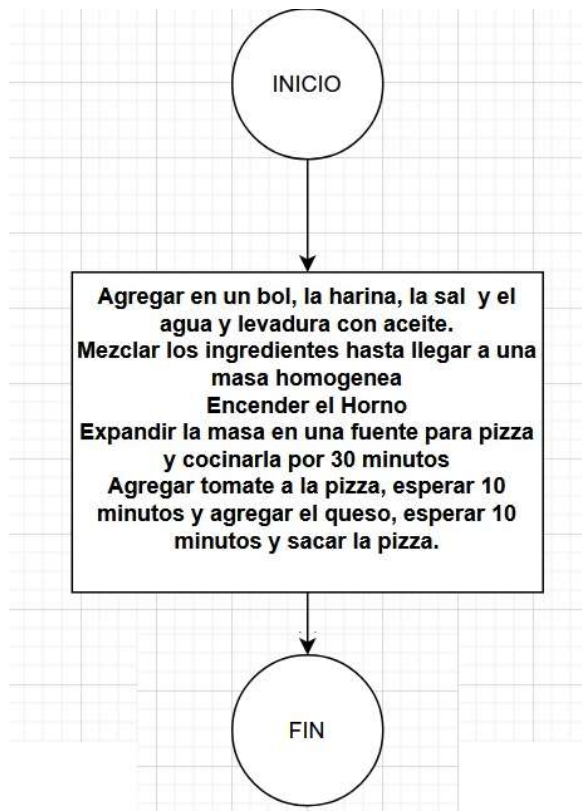 INICIO
Agregar en un bol, la harina, la sal y el
agua y levadura con aceite.
Mezclar los ingredientes hasta llegar a una
masa homogenea
Encender el Horno
Expandir la masa en una fuente para pizza
y cocinarla por 30 minutos
Agregar tomate a la pizza, esperar 10
minutos y agregar el queso, esperar 10
minutos y sacar la pizza.
FIN